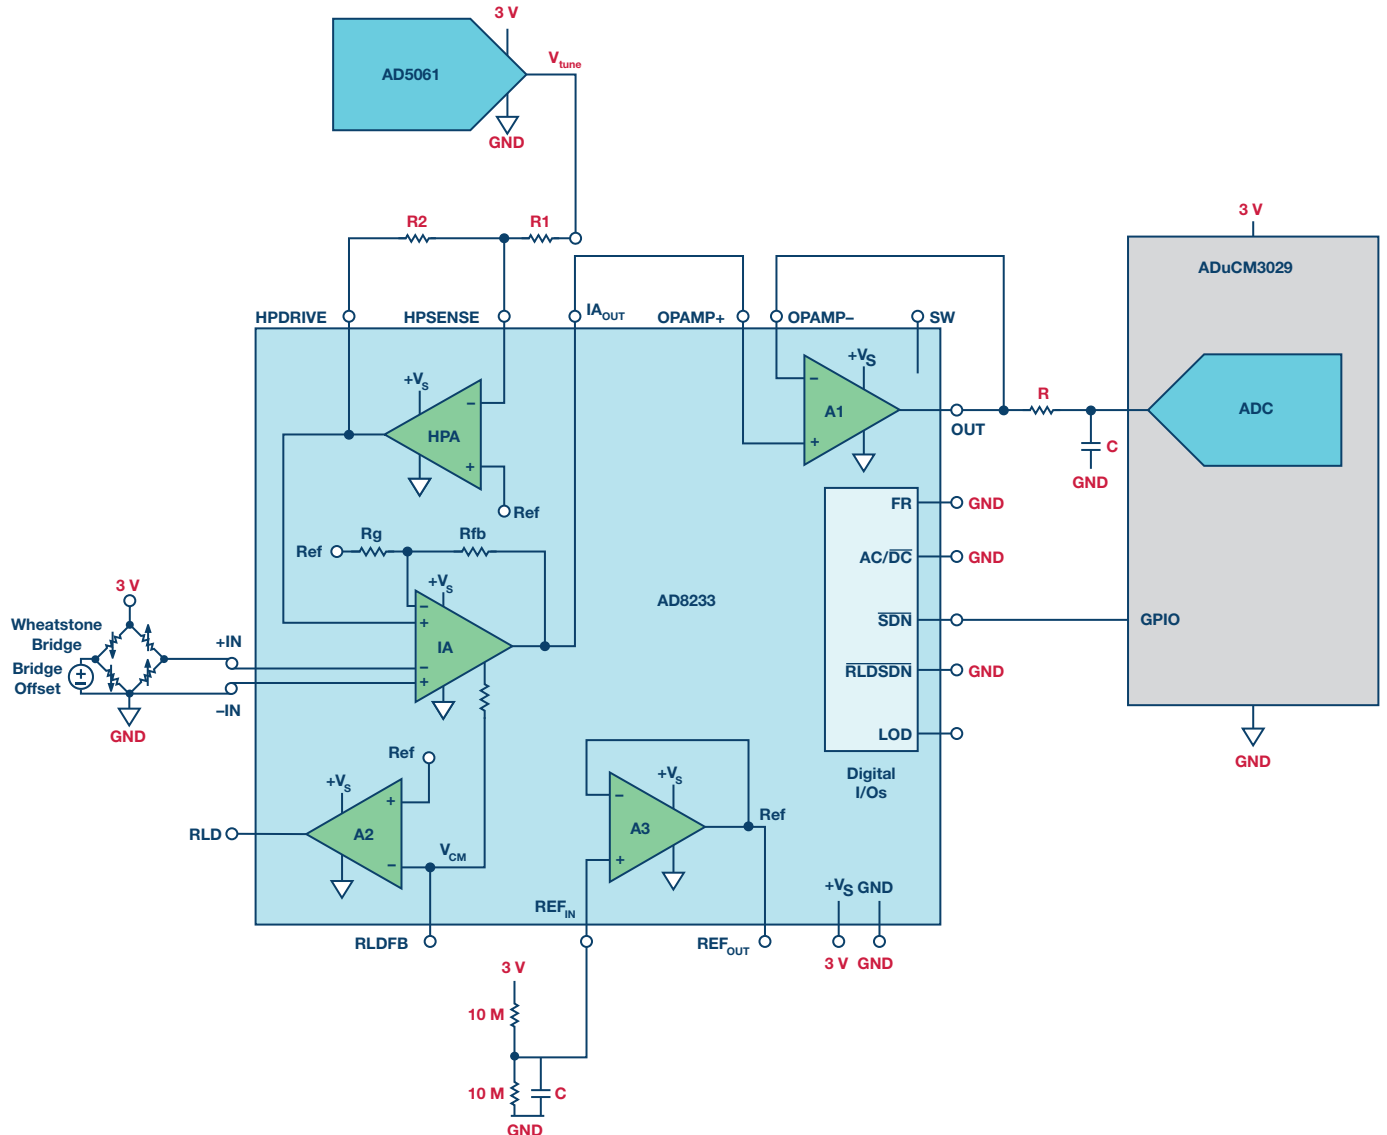 3 V
AD5061
Vtune
GND
R2
R1
3 V
ADuCM3029
HPDRIVE
HPSENSE
IAOUT
OPAMP+
OPAMP–
SW
+VS
+VS
–
–
A1
R
ADC
HPA
OUT
+
+
C
GND
Ref
FR
GND
Rg
Rfb
Ref
AC/DC
GND
+VS
3 V
AD8233
–
+
SDN
GPIO
Wheatstone
Bridge
+IN
IA
Bridge
Offset
–
+
RLDSDN
GND
–IN
GND
LOD
Ref
GND
+VS
+VS
Digital
I/Os
+
–
Ref
RLD
A2
A3
VCM
–
+
+VS
GND
REFIN
RLDFB
REFOUT
3 V
GND
3 V
10 M
10 M
C
GND